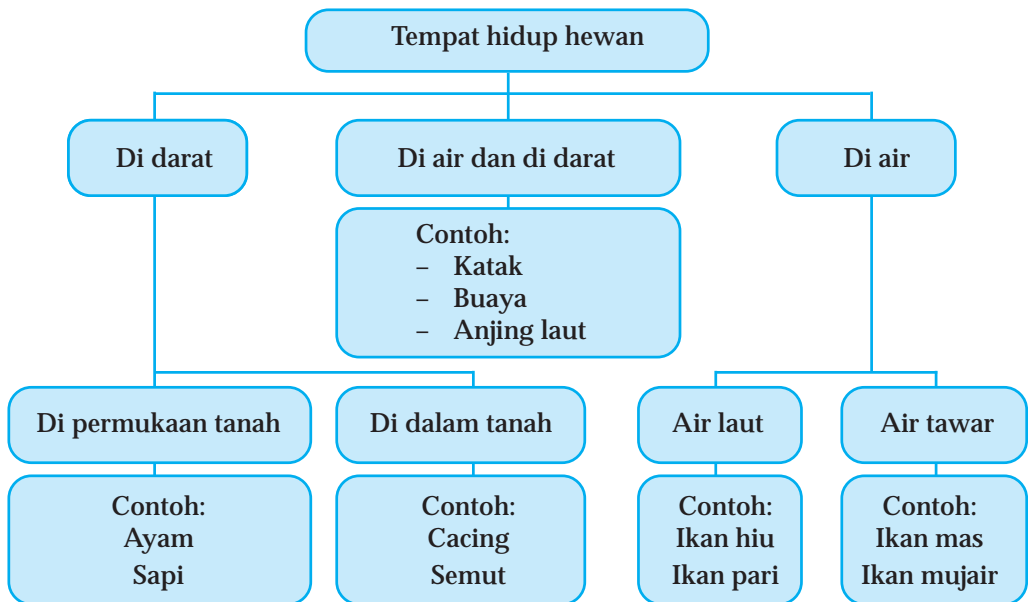 Tempat hidup hewan
Di darat
Di air dan di darat
Di air
Contoh:
– Katak
– Buaya
– Anjing laut
Di permukaan tanah
Di dalam tanah
Air laut
Air tawar
Contoh:
Ayam
Sapi
Contoh:
Cacing
Semut
Contoh:
Ikan hiu
Ikan pari
Contoh:
Ikan mas
Ikan mujair